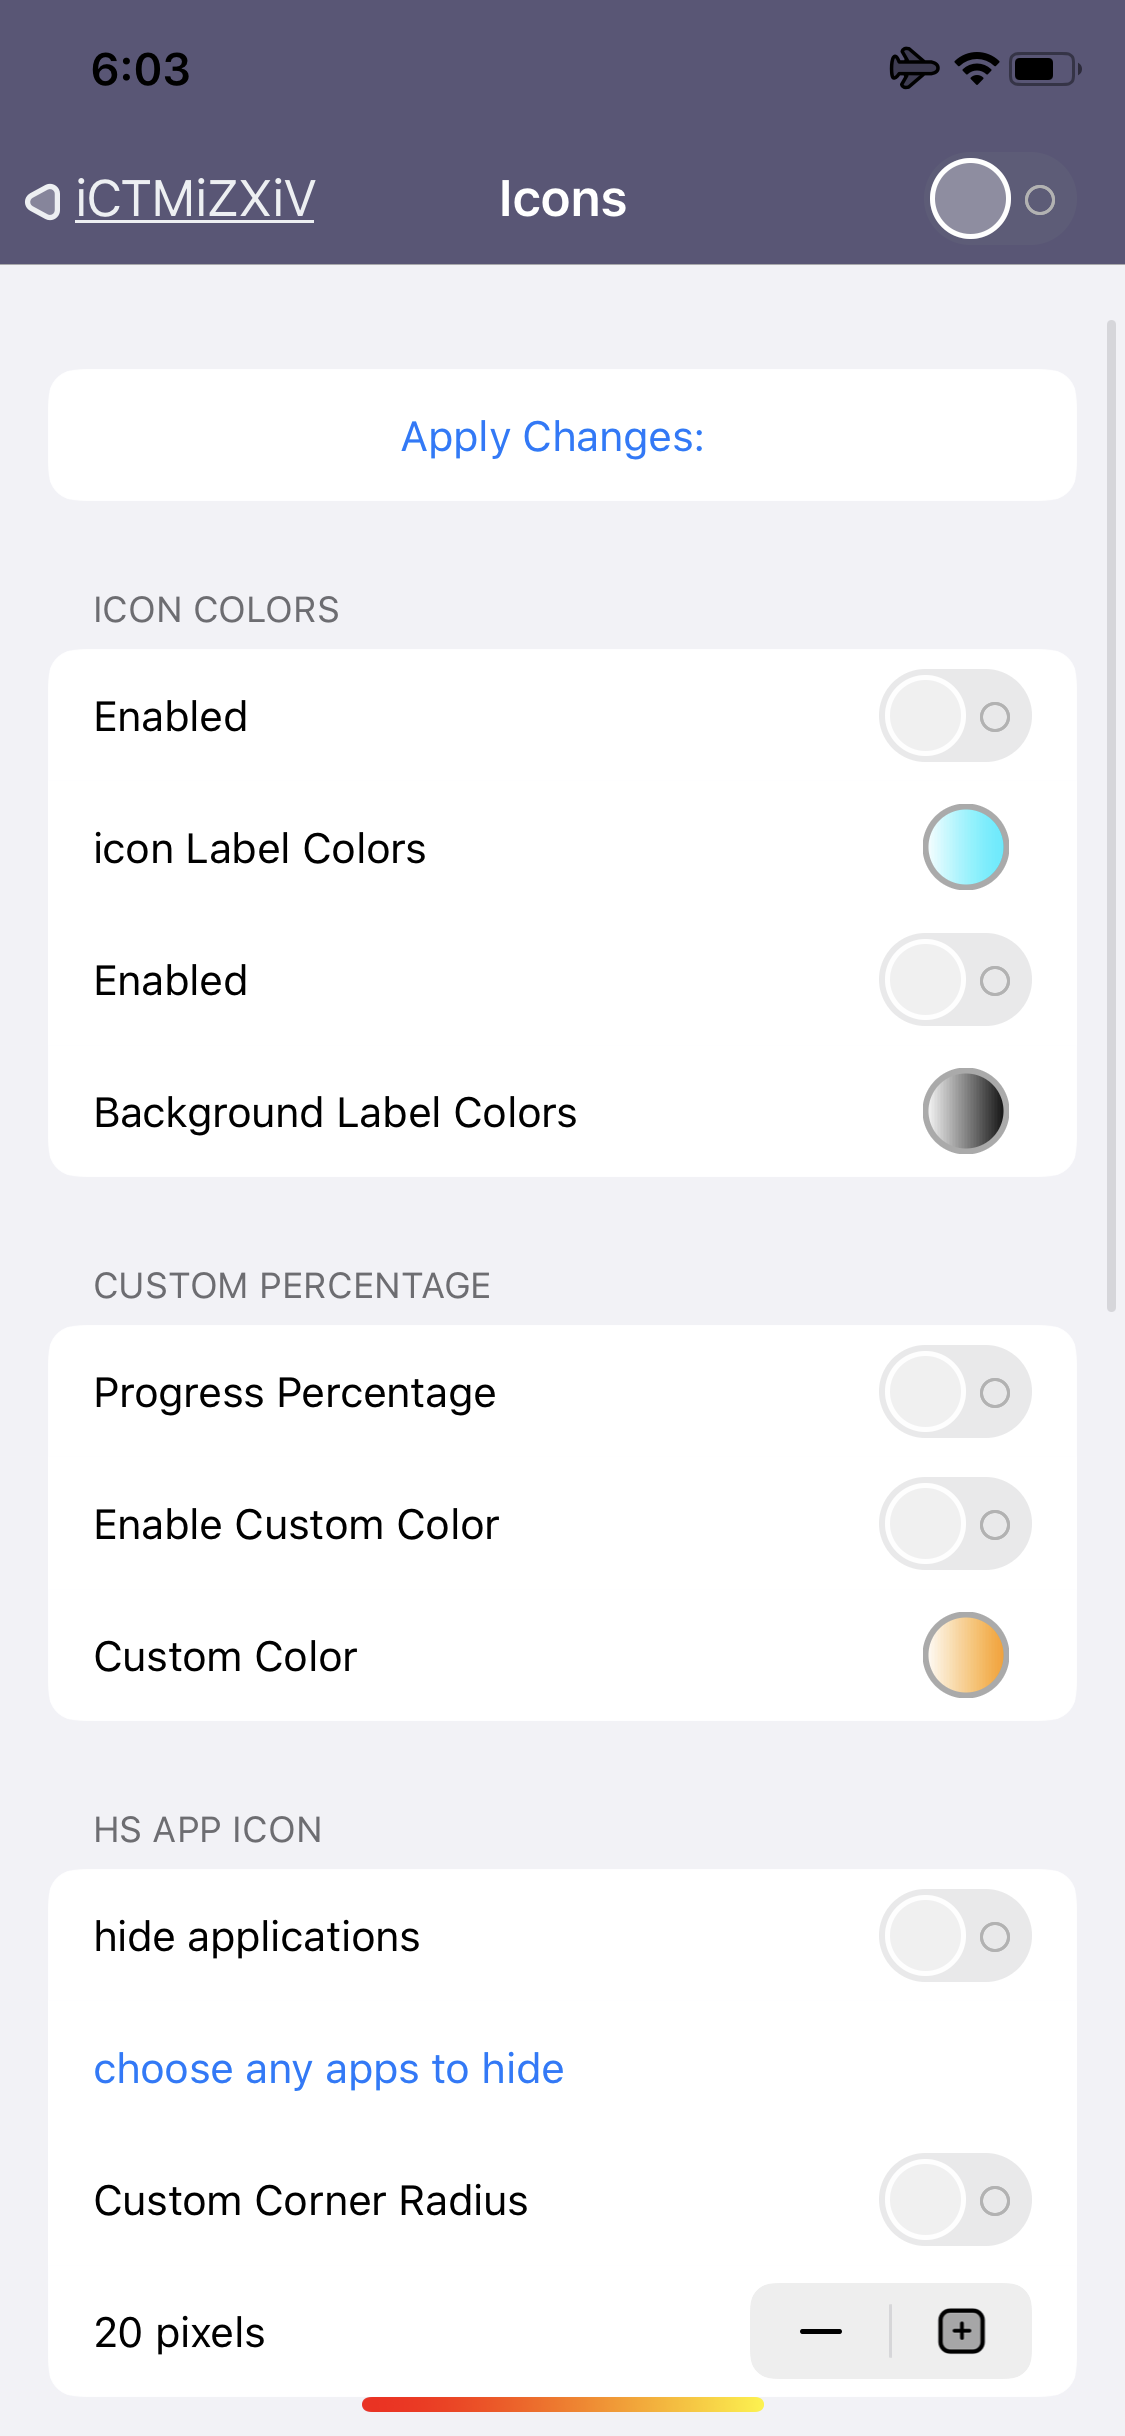 6:03
iCTMiZXiV
Icons
Apply Changes:
ICON COLORS
Enabled
icon Label Colors
Enabled
Background Label Colors
CUSTOM PERCENTAGE
Progress Percentage
Enable Custom Color
Custom Color
HS APP ICON
hide applications
choose any apps to hide
Custom Corner Radius
20 pixels